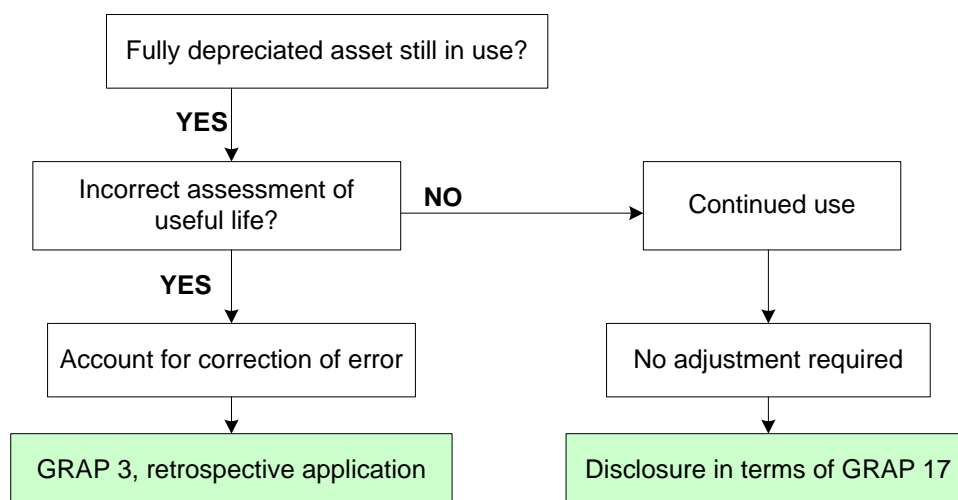 Fully depreciated asset still in use?
YES
Incorrect assessment of
useful life?
NO
Continued use
YES
Account for correction of error
No adjustment required
GRAP 3, retrospective application
Disclosure in terms of GRAP 17